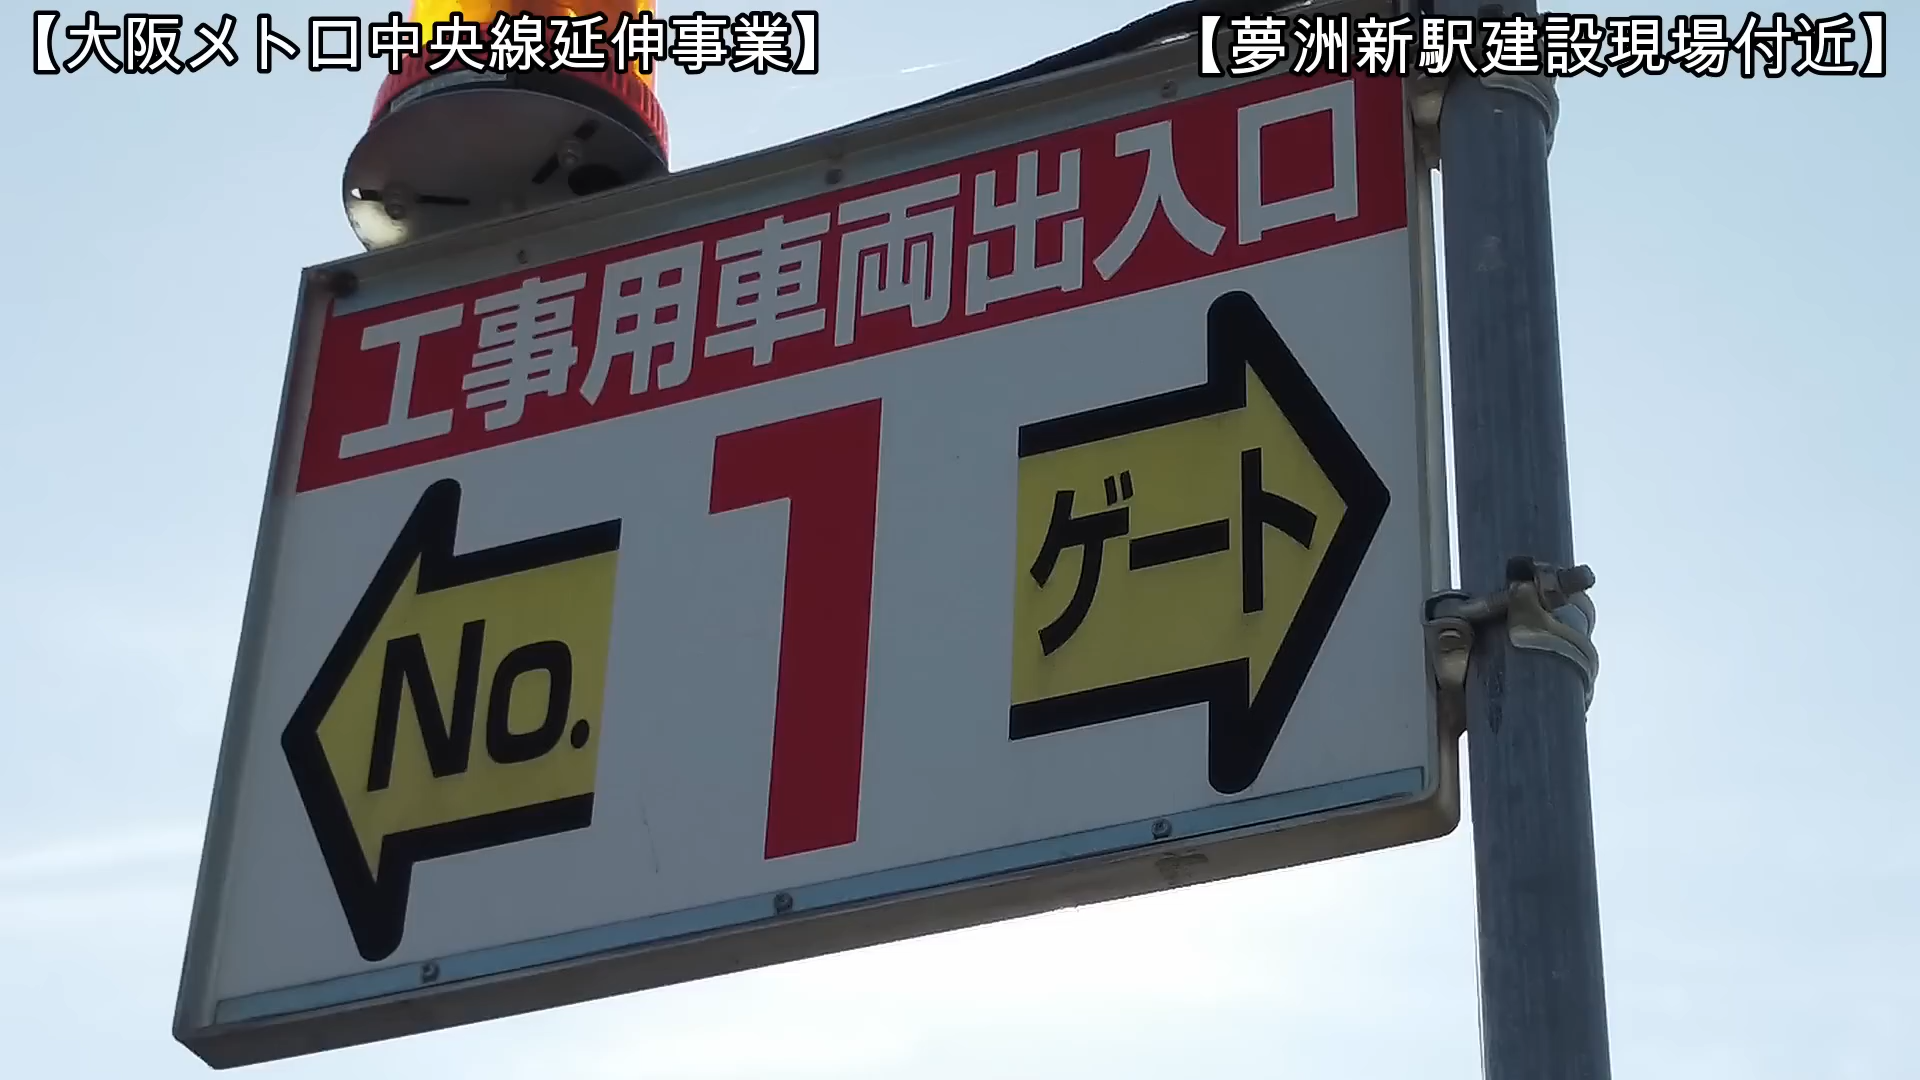 【大阪メトロ中央線延伸事業】
【夢洲新駅建設現場付近】
工事用車両出入口
No.
1
ゲート